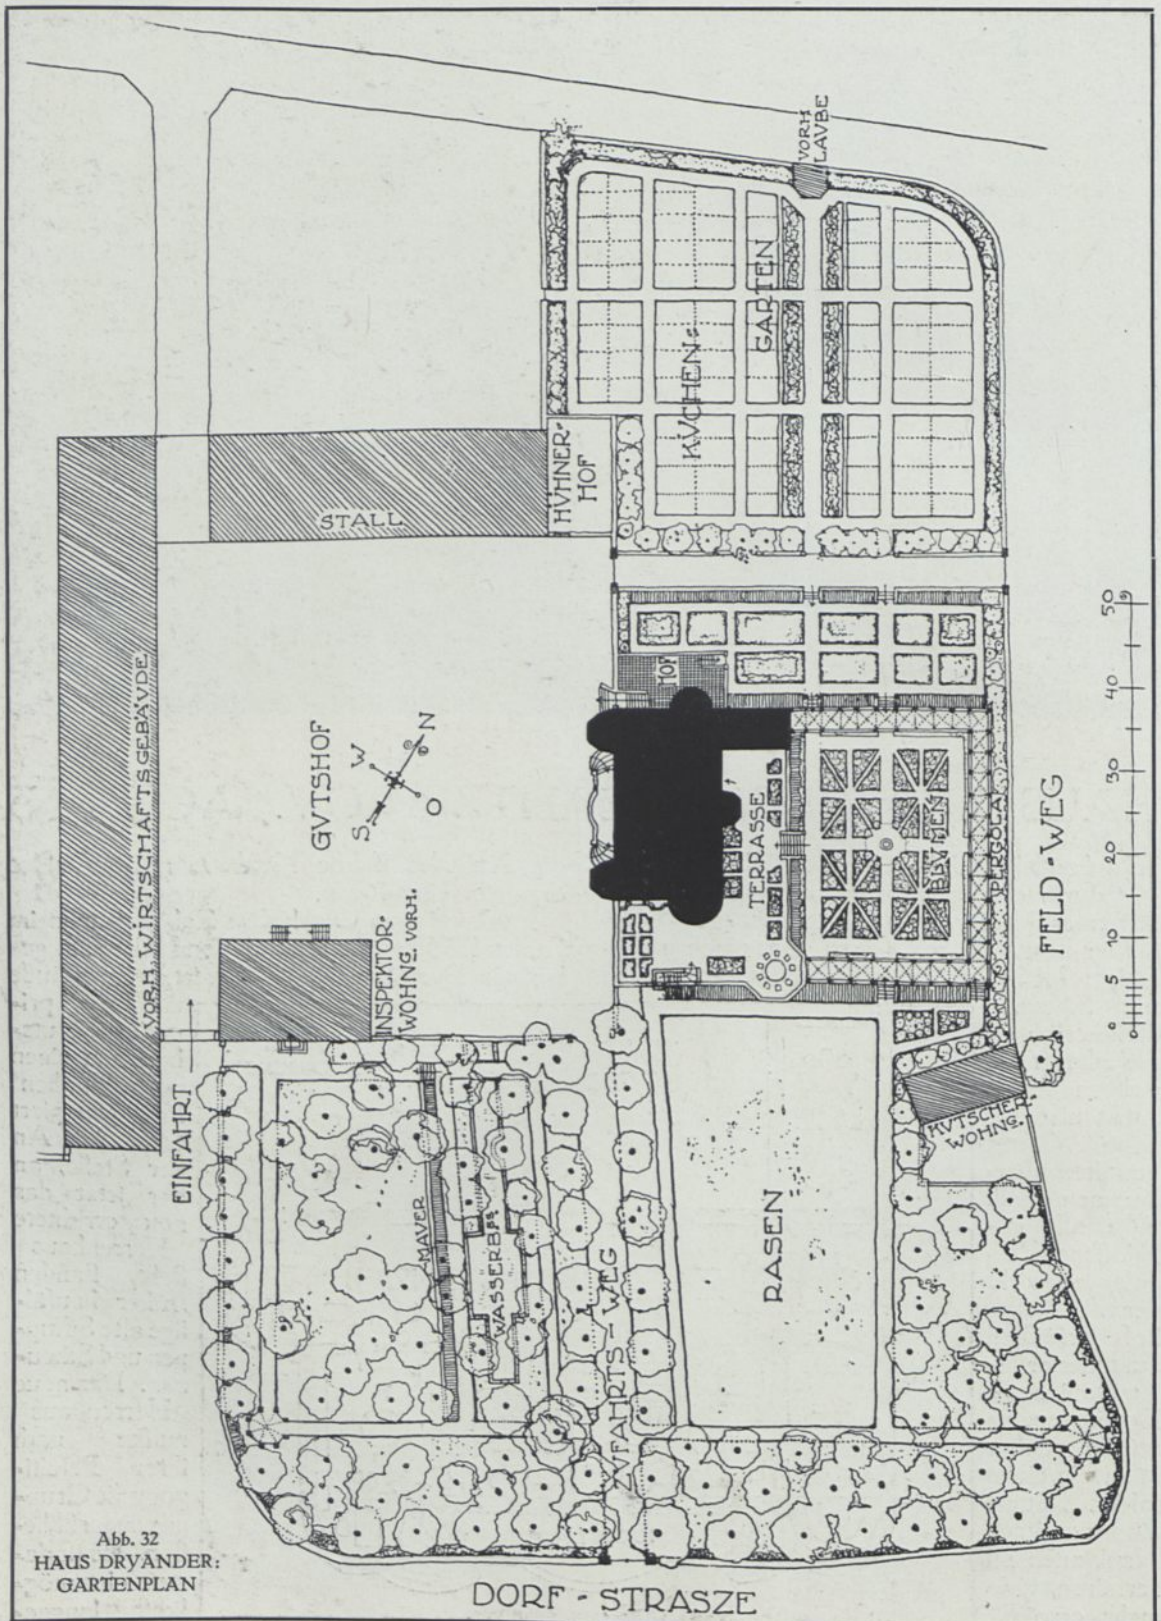 VORH.
LAVBE
KVCHEN-
GARTEN
HVHNER-
HOF
STALL
VORH. WIRTSCHAFTSGEBÄVDE
GVTSHOF
S W N O
HOF
TERRASSE
BLVMEN
PERGOLA
FELD-WEG
50
40
30
20
10
5
0
INSPEKTOR-
WOHNG. VORH.
EINFAHRT
MAVER
WASSERBSS
ZVFAHRTS-WEG
RASEN
KVTSCHER-
WOHNG.
Abb. 32
HAUS DRYANDER:
GARTENPLAN
DORF-STRASZE